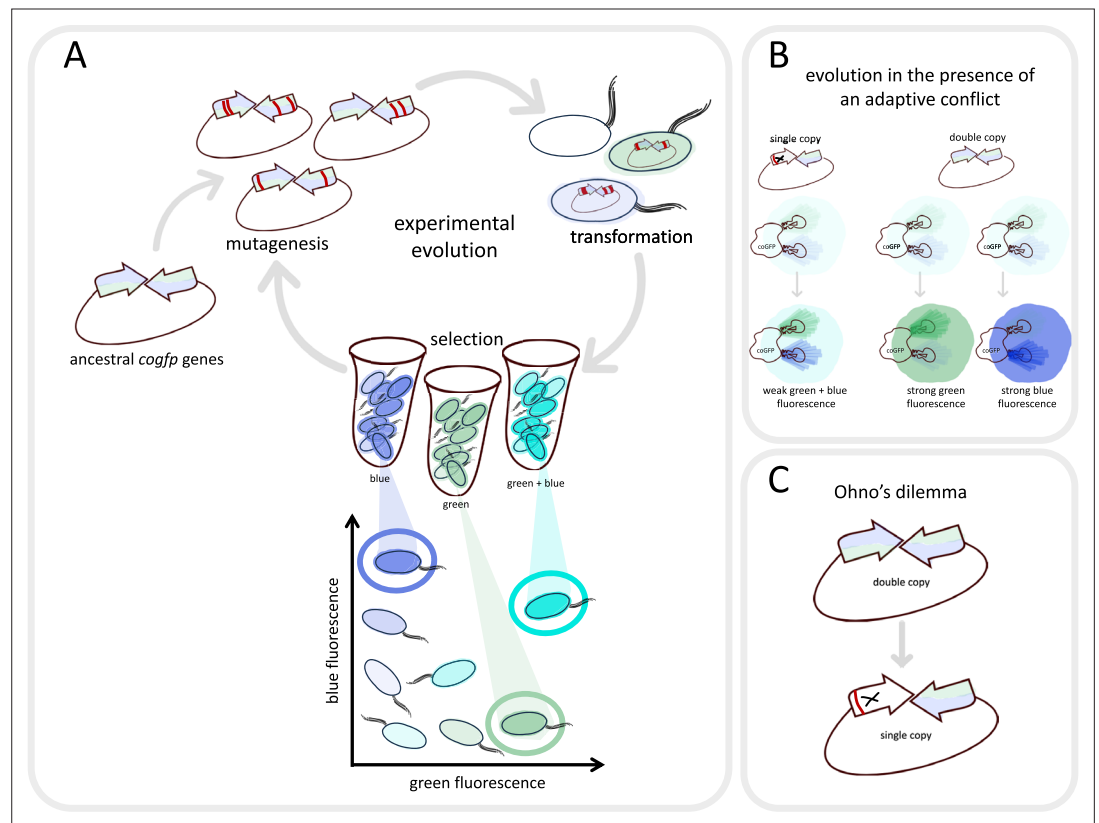 A
mutagenesis
experimental
evolution
transformation
ancestral cogfp genes
selection
blue
green
green + blue
blue fluorescence
green fluorescence
B
evolution in the presence of
an adaptive conflict
single copy
double copy
coGFP
coGFP
coGFP
coGFP
coGFP
coGFP
weak green + blue
fluorescence
strong green
fluorescence
strong blue
fluorescence
C
Ohno's dilemma
double copy
single copy